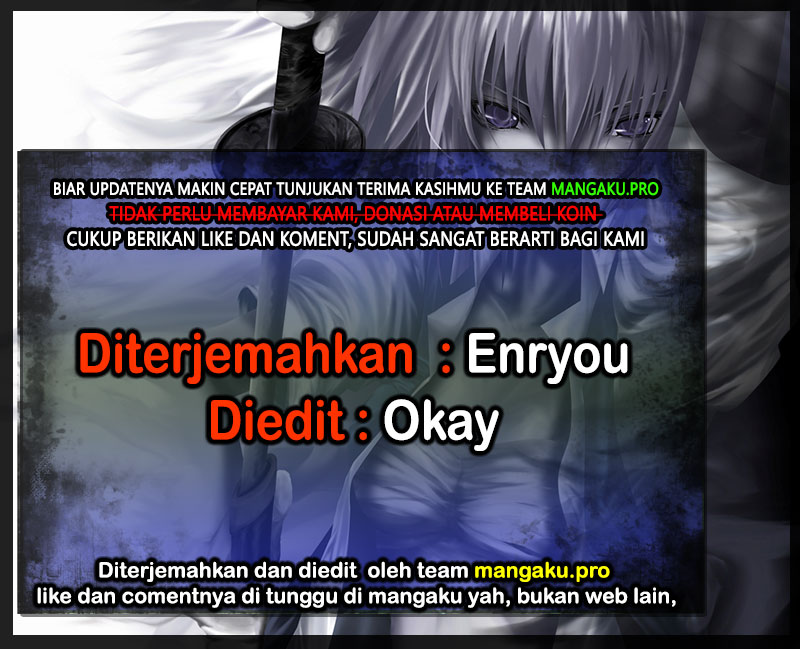 BIAR UPDATENYA MAKIN CEPAT TUNJUKAN TERIMA KASIHMU KE TEAM MANGAKU.PRO
TIDAK PERLU MEMBAYAR KAMI, DONASI ATAU MEMBELI KOIN
CUKUP BERIKAN LIKE DAN KOMENT, SUDAH SANGAT BERARTI BAGI KAMI
Diterjemahkan : Enryou
Diedit : Okay
Diterjemahkan dan diedit oleh team mangaku.pro
like dan comentnya di tunggu di mangaku yah, bukan web lain,